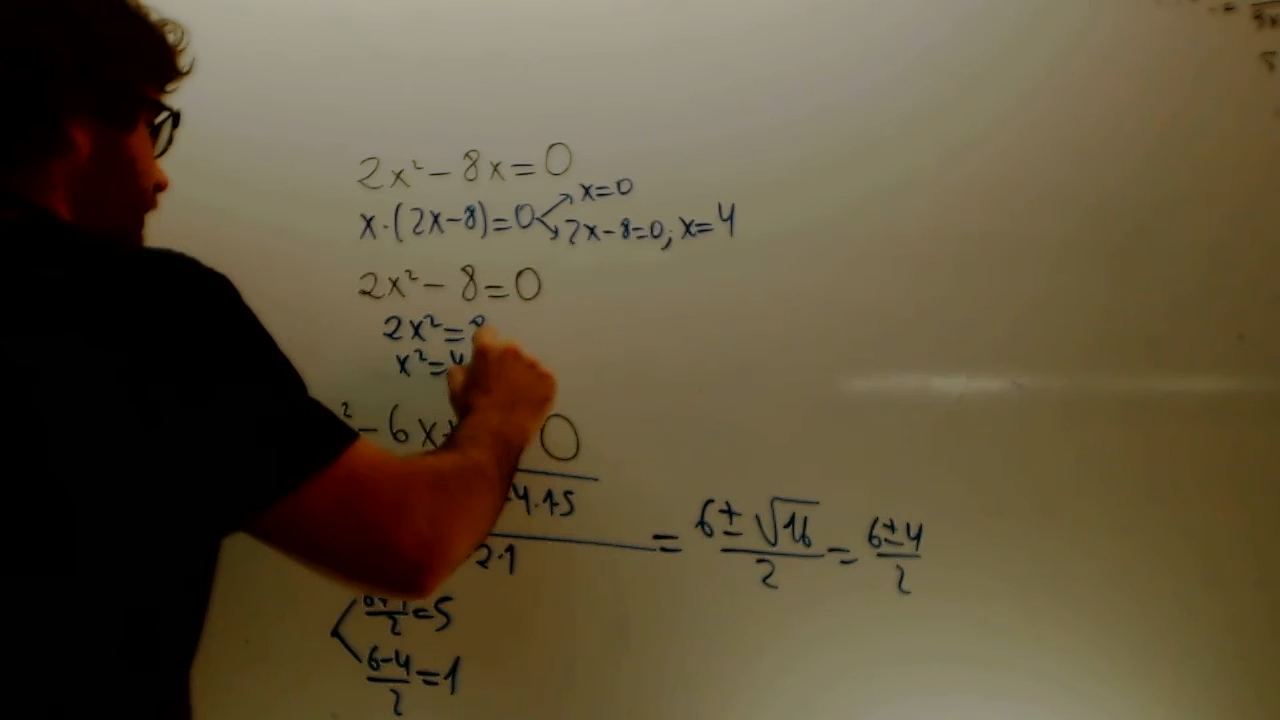 2x² - 8x = 0
x·(2x-8)=0 x=0
2x-8=0; x=4
2x² - 8 = 0
2x² = 8
x² = 4
² - 6x+ 0
-4·1·5
2·1
= 6±√16 / 2 = 6±4 / 2
/ 2 = 5
6-4 / 2 = 1